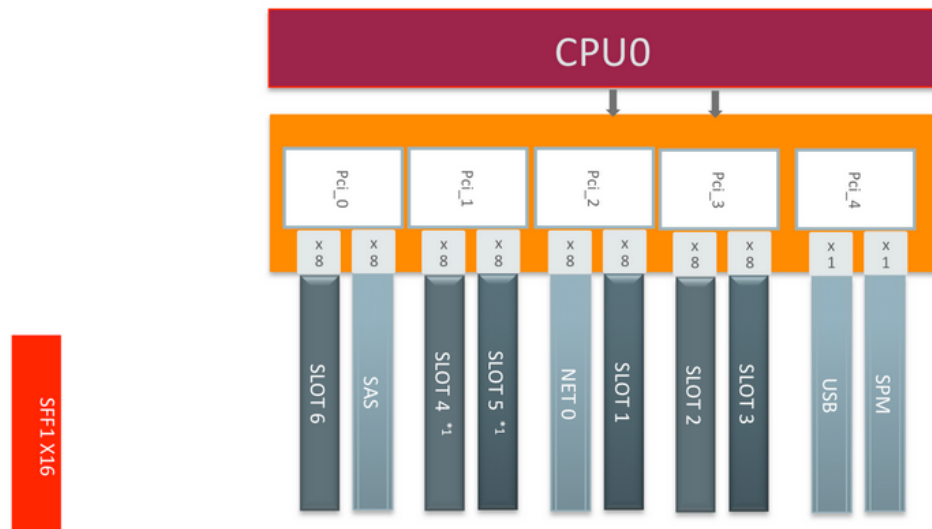 CPU0
Pci_0
Pci_1
Pci_2
Pci_3
Pci_4
x 8
x 8
x 8
x 8
x 8
x 8
x 8
x 8
x 1
x 1
SLOT 6
SAS
SLOT 4 *1
SLOT 5 *1
NET 0
SLOT 1
SLOT 2
SLOT 3
USB
SPM
SFF1 X16